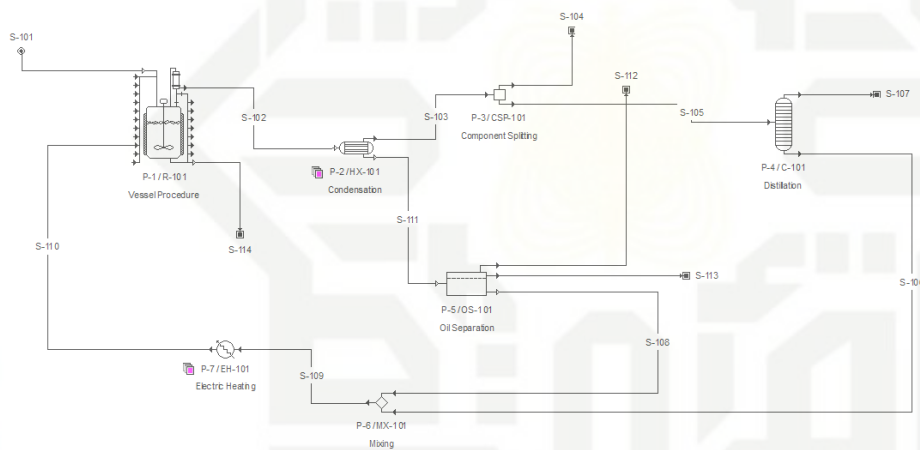 S-104
S-101
S-112
S-107
S-102
S-103
S-105
P-3 / CSP-101
Component Splitting
P-1 / R-101
Vessel Procedure
P-2 / HX-101
Condensation
P-4 / C-101
Distillation
S-111
S-110
S-114
S-113
S-106
P-5 / OS-101
Oil Separation
S-108
P-7 / EH-101
Electric Heating
S-109
P-6 / MX-101
Mixing